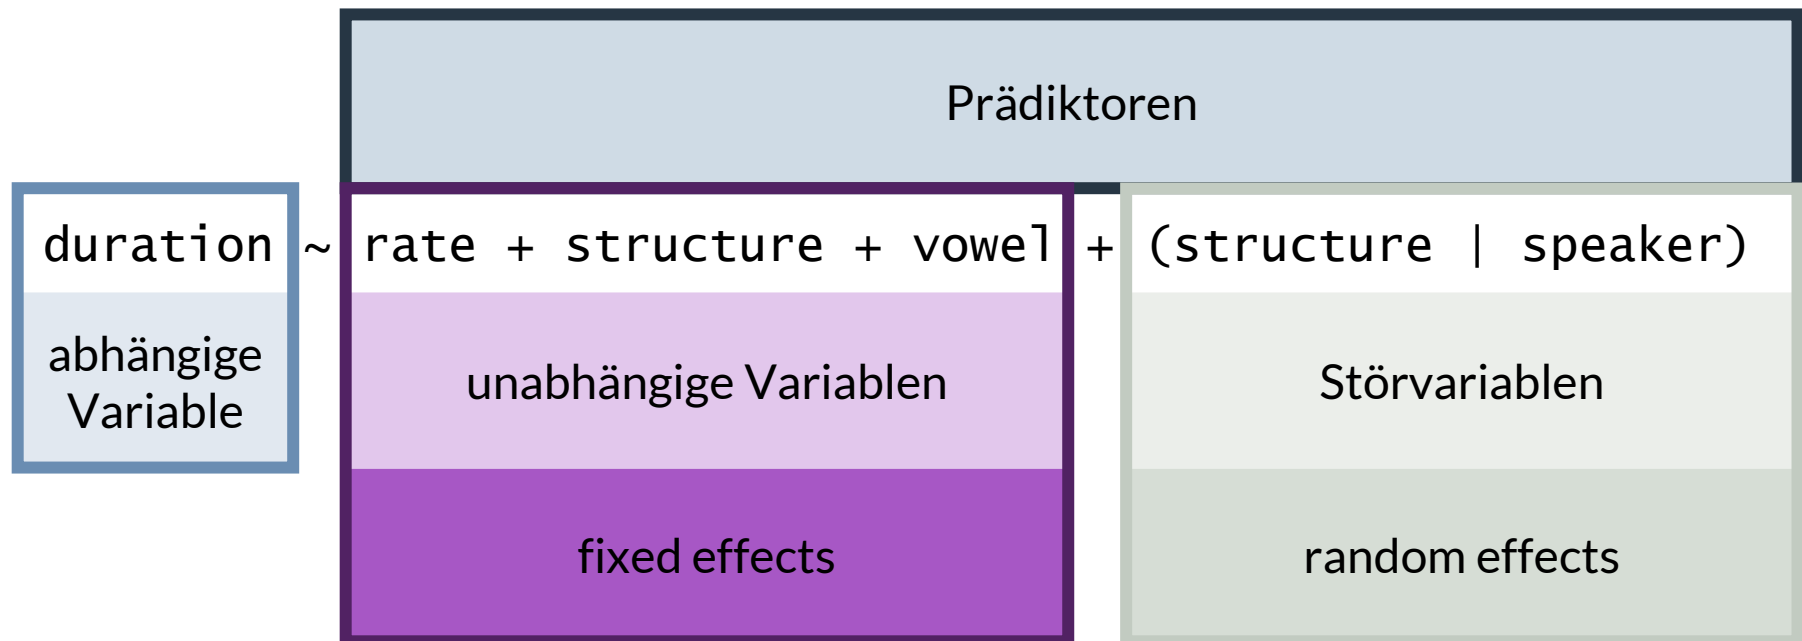 Prädiktoren
duration ~ rate + structure + vowel + (structure | speaker)
abhängige
Variable
unabhängige Variablen
Störvariablen
fixed effects
random effects